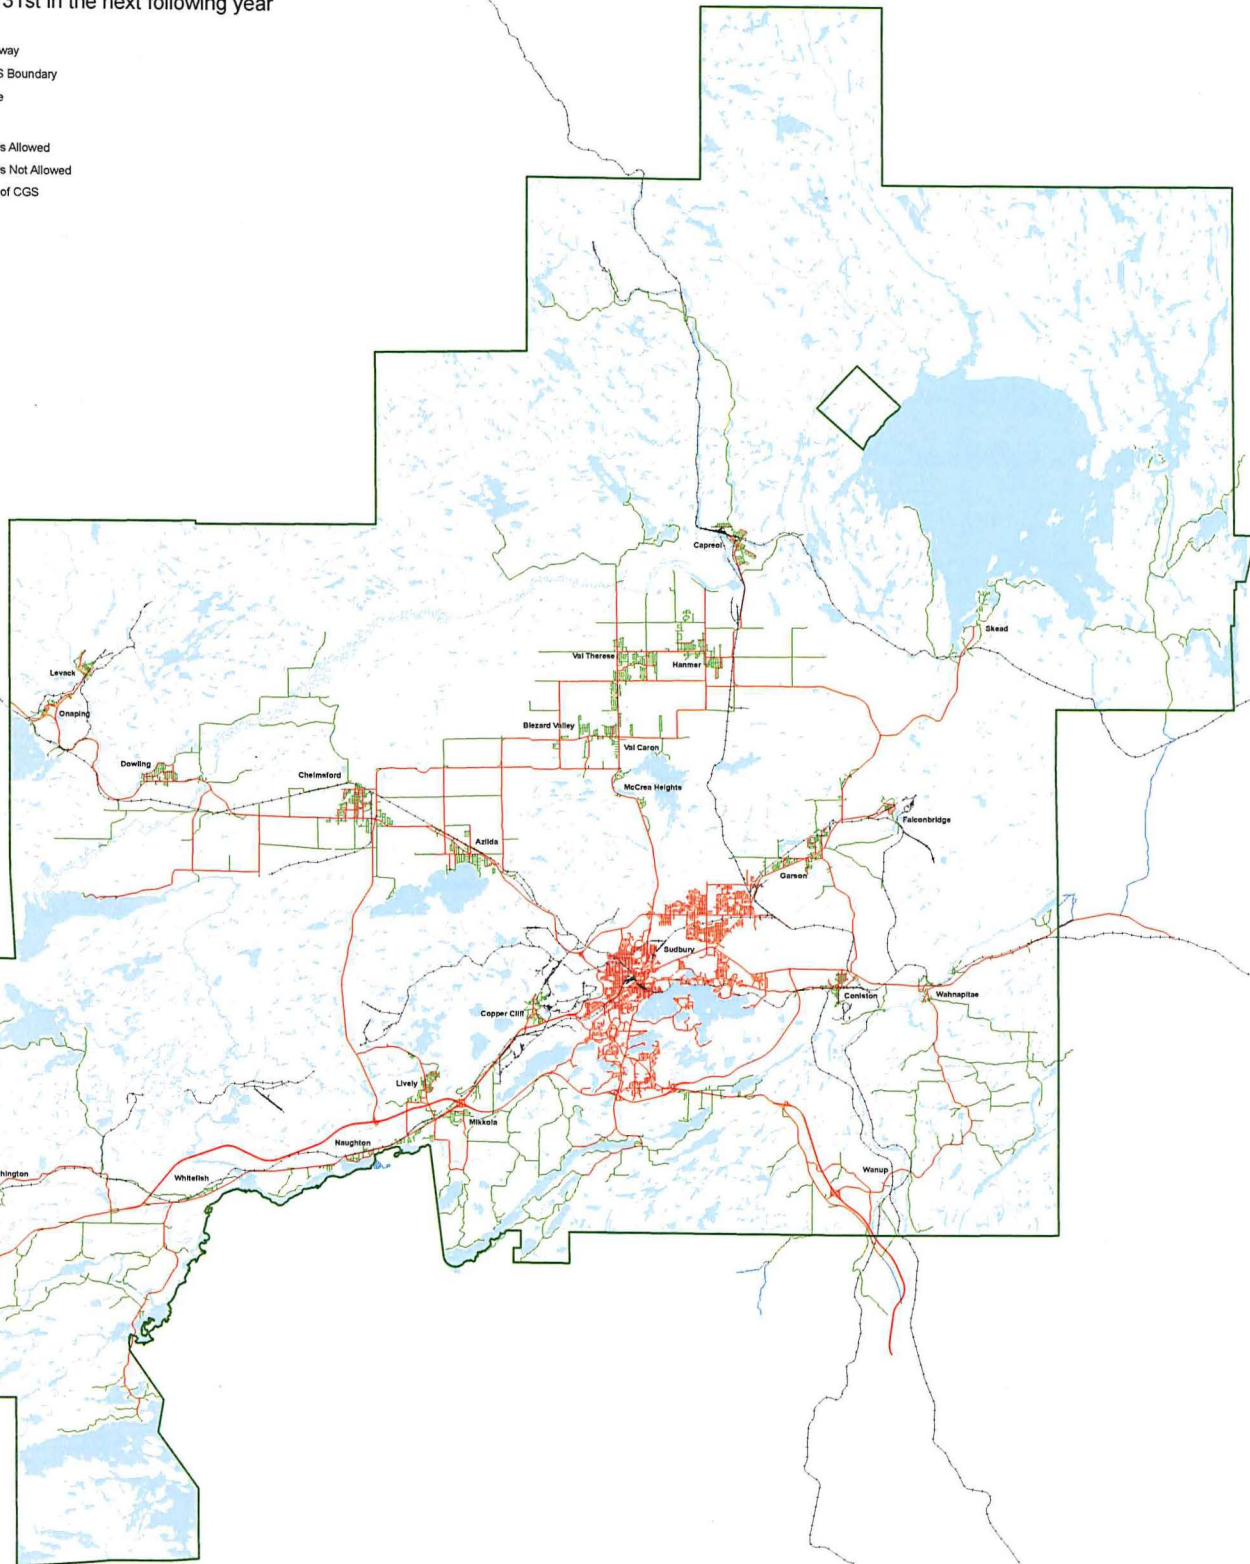 31st in the next following year
way
S Boundary
e
s Allowed
s Not Allowed
of CGS
Capreol
Skead
Val Therese
Hanmer
Levack
Onaping
Blezard Valley
Val Caron
Dowling
Chelmsford
McCrea Heights
Falconbridge
Azilda
Garson
Sudbury
Coniston
Wahnapitae
Copper Cliff
Lively
Mikkola
Naughton
Wanup
hington
Whitefish